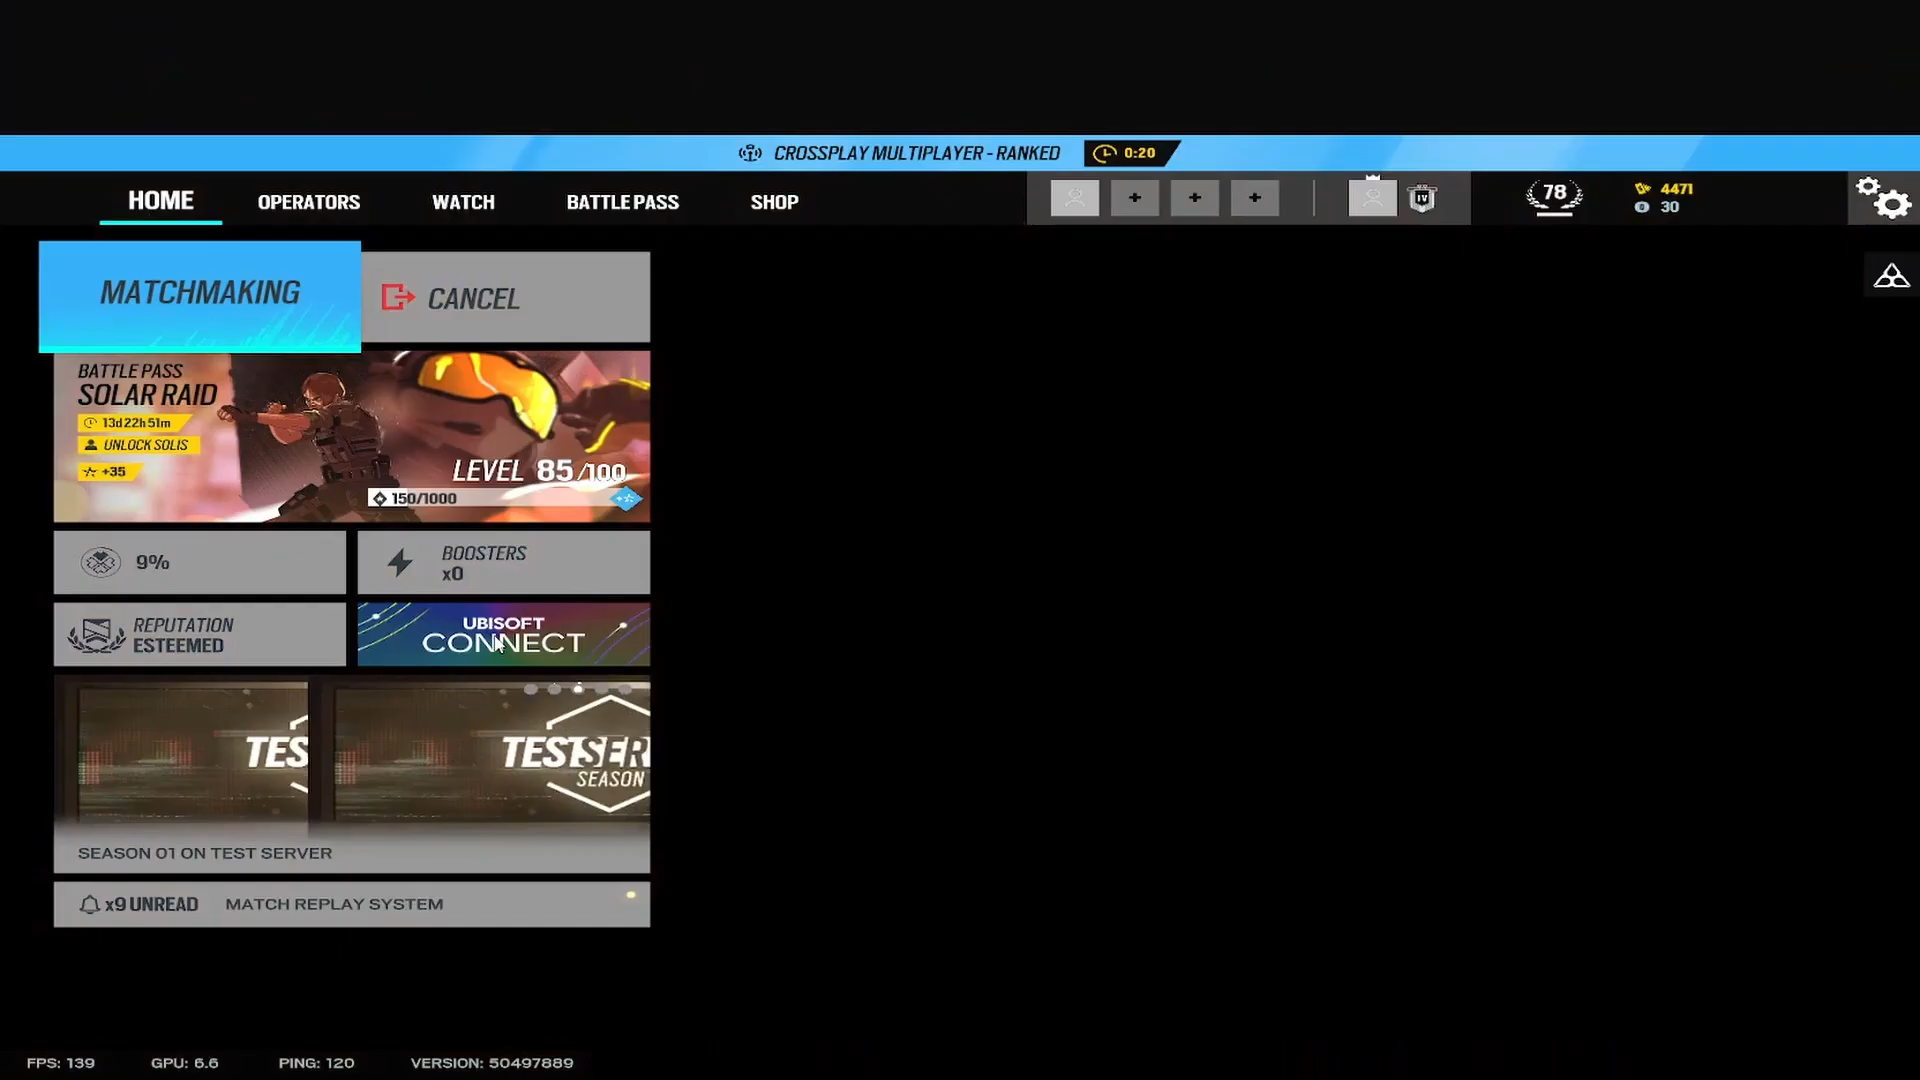 CROSSPLAY MULTIPLAYER - RANKED 0:20
HOME OPERATORS WATCH BATTLE PASS SHOP
+ + +
IV
78
4471
30
MATCHMAKING
CANCEL
BATTLE PASS
SOLAR RAID
13d 22h 51m
UNLOCK SOLIS
+35
LEVEL 85/100
150/1000
9%
BOOSTERS
x0
REPUTATION
ESTEEMED
UBISOFT
CONNECT
TES
TEST SER
SEASON
SEASON 01 ON TEST SERVER
x9 UNREAD MATCH REPLAY SYSTEM
FPS: 139 GPU: 6.6 PING: 120 VERSION: 50497889